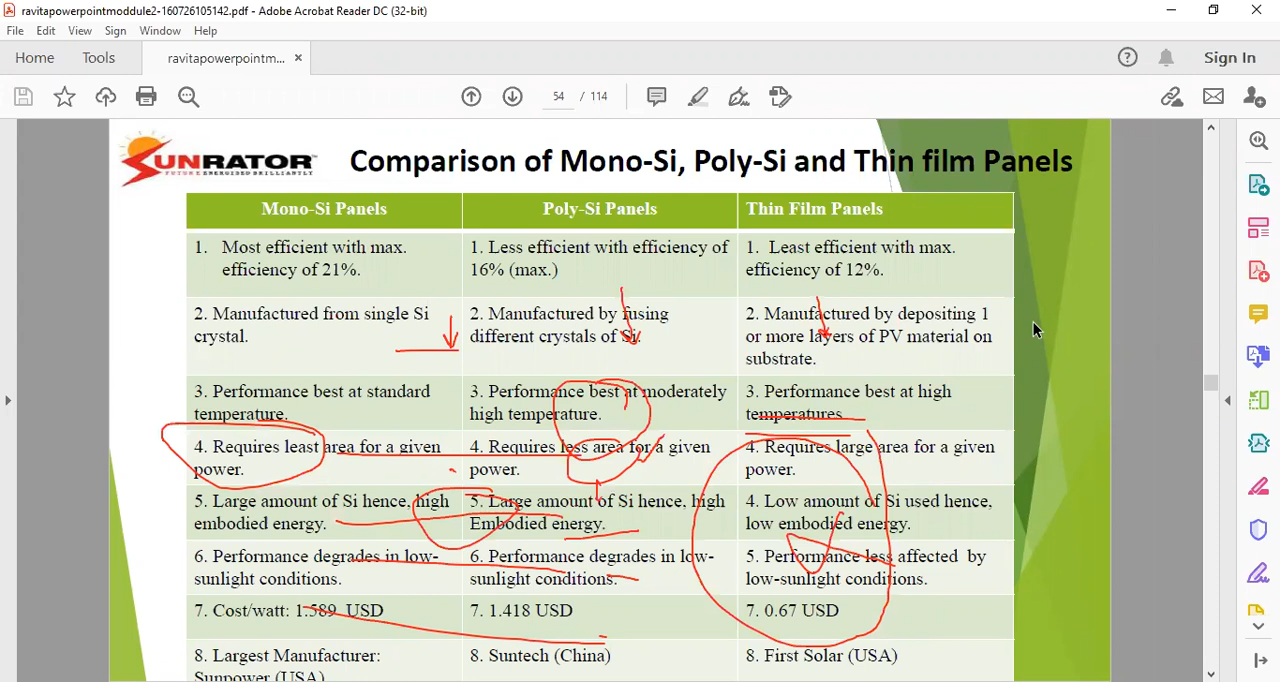 ravitapowerpointmoddule2-160726105142.pdf - Adobe Acrobat Reader DC (32-bit)
File Edit View Sign Window Help
Home Tools ravitapowerpointm... × Sign In
54 / 114
SUNRATOR
FUTURE ENERGISED BRILLIANTLY
Comparison of Mono-Si, Poly-Si and Thin film Panels
Mono-Si Panels Poly-Si Panels Thin Film Panels
1. Most efficient with max. 1. Less efficient with efficiency of 1. Least efficient with max.
efficiency of 21%. 16% (max.) efficiency of 12%.
2. Manufactured from single Si 2. Manufactured by fusing 2. Manufactured by depositing 1
crystal. different crystals of Si. or more layers of PV material on
substrate.
3. Performance best at standard 3. Performance best at moderately 3. Performance best at high
temperature. high temperature. temperatures.
4. Requires least area for a given 4. Requires less area for a given 4. Requires large area for a given
power. power. power.
5. Large amount of Si hence, high 5. Large amount of Si hence, high 4. Low amount of Si used hence,
embodied energy. Embodied energy. low embodied energy.
6. Performance degrades in low- 6. Performance degrades in low- 5. Performance less affected by
sunlight conditions. sunlight conditions. low-sunlight conditions.
7. Cost/watt: 1.589 USD 7. 1.418 USD 7. 0.67 USD
8. Largest Manufacturer: 8. Suntech (China) 8. First Solar (USA)
Sunpower (USA)